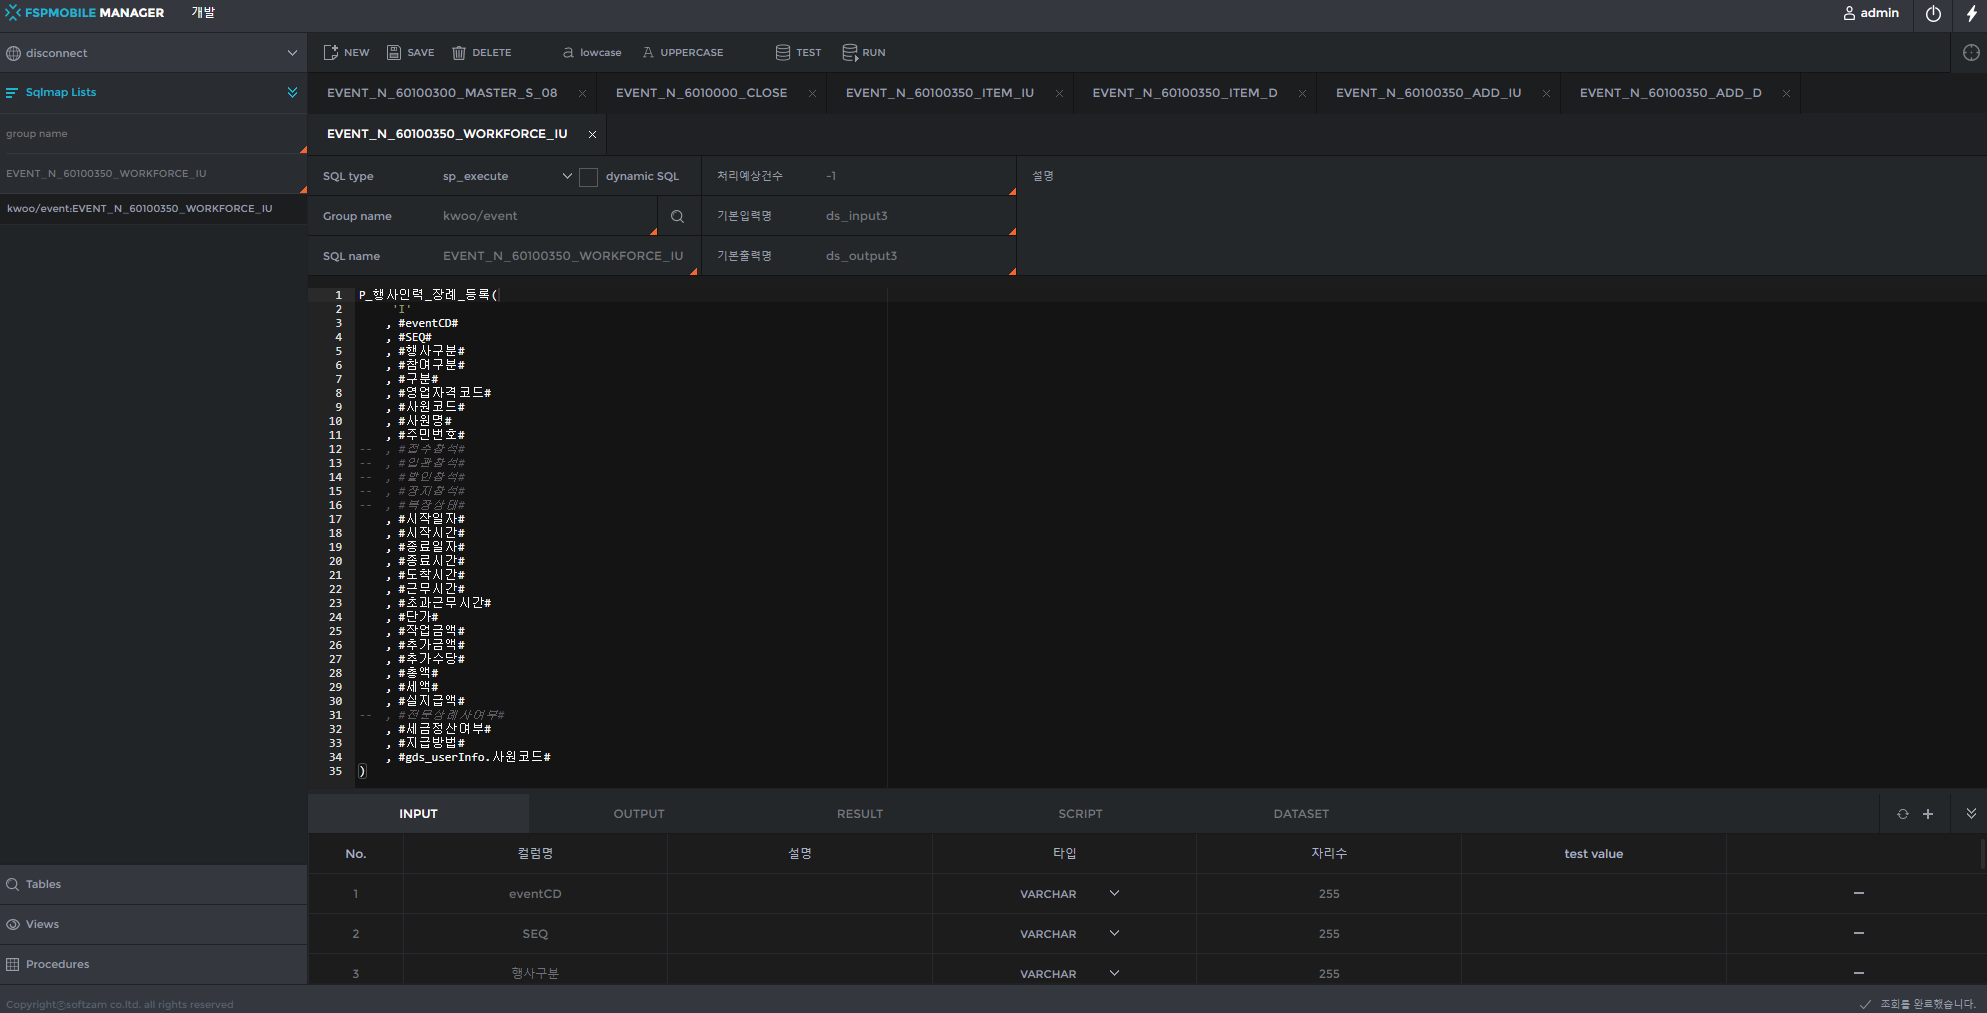 FSPMOBILE MANAGER 개발 admin
disconnect NEW SAVE DELETE lowcase UPPERCASE TEST RUN
Sqlmap Lists
EVENT_N_60100300_MASTER_S_08 EVENT_N_6010000_CLOSE EVENT_N_60100350_ITEM_IU EVENT_N_60100350_ITEM_D EVENT_N_60100350_ADD_IU EVENT_N_60100350_ADD_D
group name
EVENT_N_60100350_WORKFORCE_IU
EVENT_N_60100350_WORKFORCE_IU
kwoo/event:EVENT_N_60100350_WORKFORCE_IU
SQL type sp_execute dynamic SQL 처리예상건수 -1 설명
Group name kwoo/event 기본입력명 ds_input3
SQL name EVENT_N_60100350_WORKFORCE_IU 기본출력명 ds_output3
1 P_행사인력_장례_등록(
2 'I'
3 , #eventCD#
4 , #SEQ#
5 , #행사구분#
6 , #참여구분#
7 , #구분#
8 , #영업자격코드#
9 , #사원코드#
10 , #사원명#
11 , #주민번호#
12 -- , #접수참석#
13 -- , #입관참석#
14 -- , #발인참석#
15 -- , #장지참석#
16 -- , #복장상태#
17 , #시작일자#
18 , #시작시간#
19 , #종료일자#
20 , #종료시간#
21 , #도착시간#
22 , #근무시간#
23 , #초과근무시간#
24 , #단가#
25 , #작업금액#
26 , #추가금액#
27 , #추가수당#
28 , #총액#
29 , #세액#
30 , #실지급액#
31 -- , #전문상례사여부#
32 , #세금정산여부#
33 , #지급방법#
34 , #gds_userInfo.사원코드#
35 )
INPUT OUTPUT RESULT SCRIPT DATASET
No. 컬럼명 설명 타입 자리수 test value
1 eventCD VARCHAR 255
2 SEQ VARCHAR 255
3 행사구분 VARCHAR 255
Tables
Views
Procedures
Copyrightⓒsoftzam co.ltd. all rights reserved 조회를 완료했습니다.